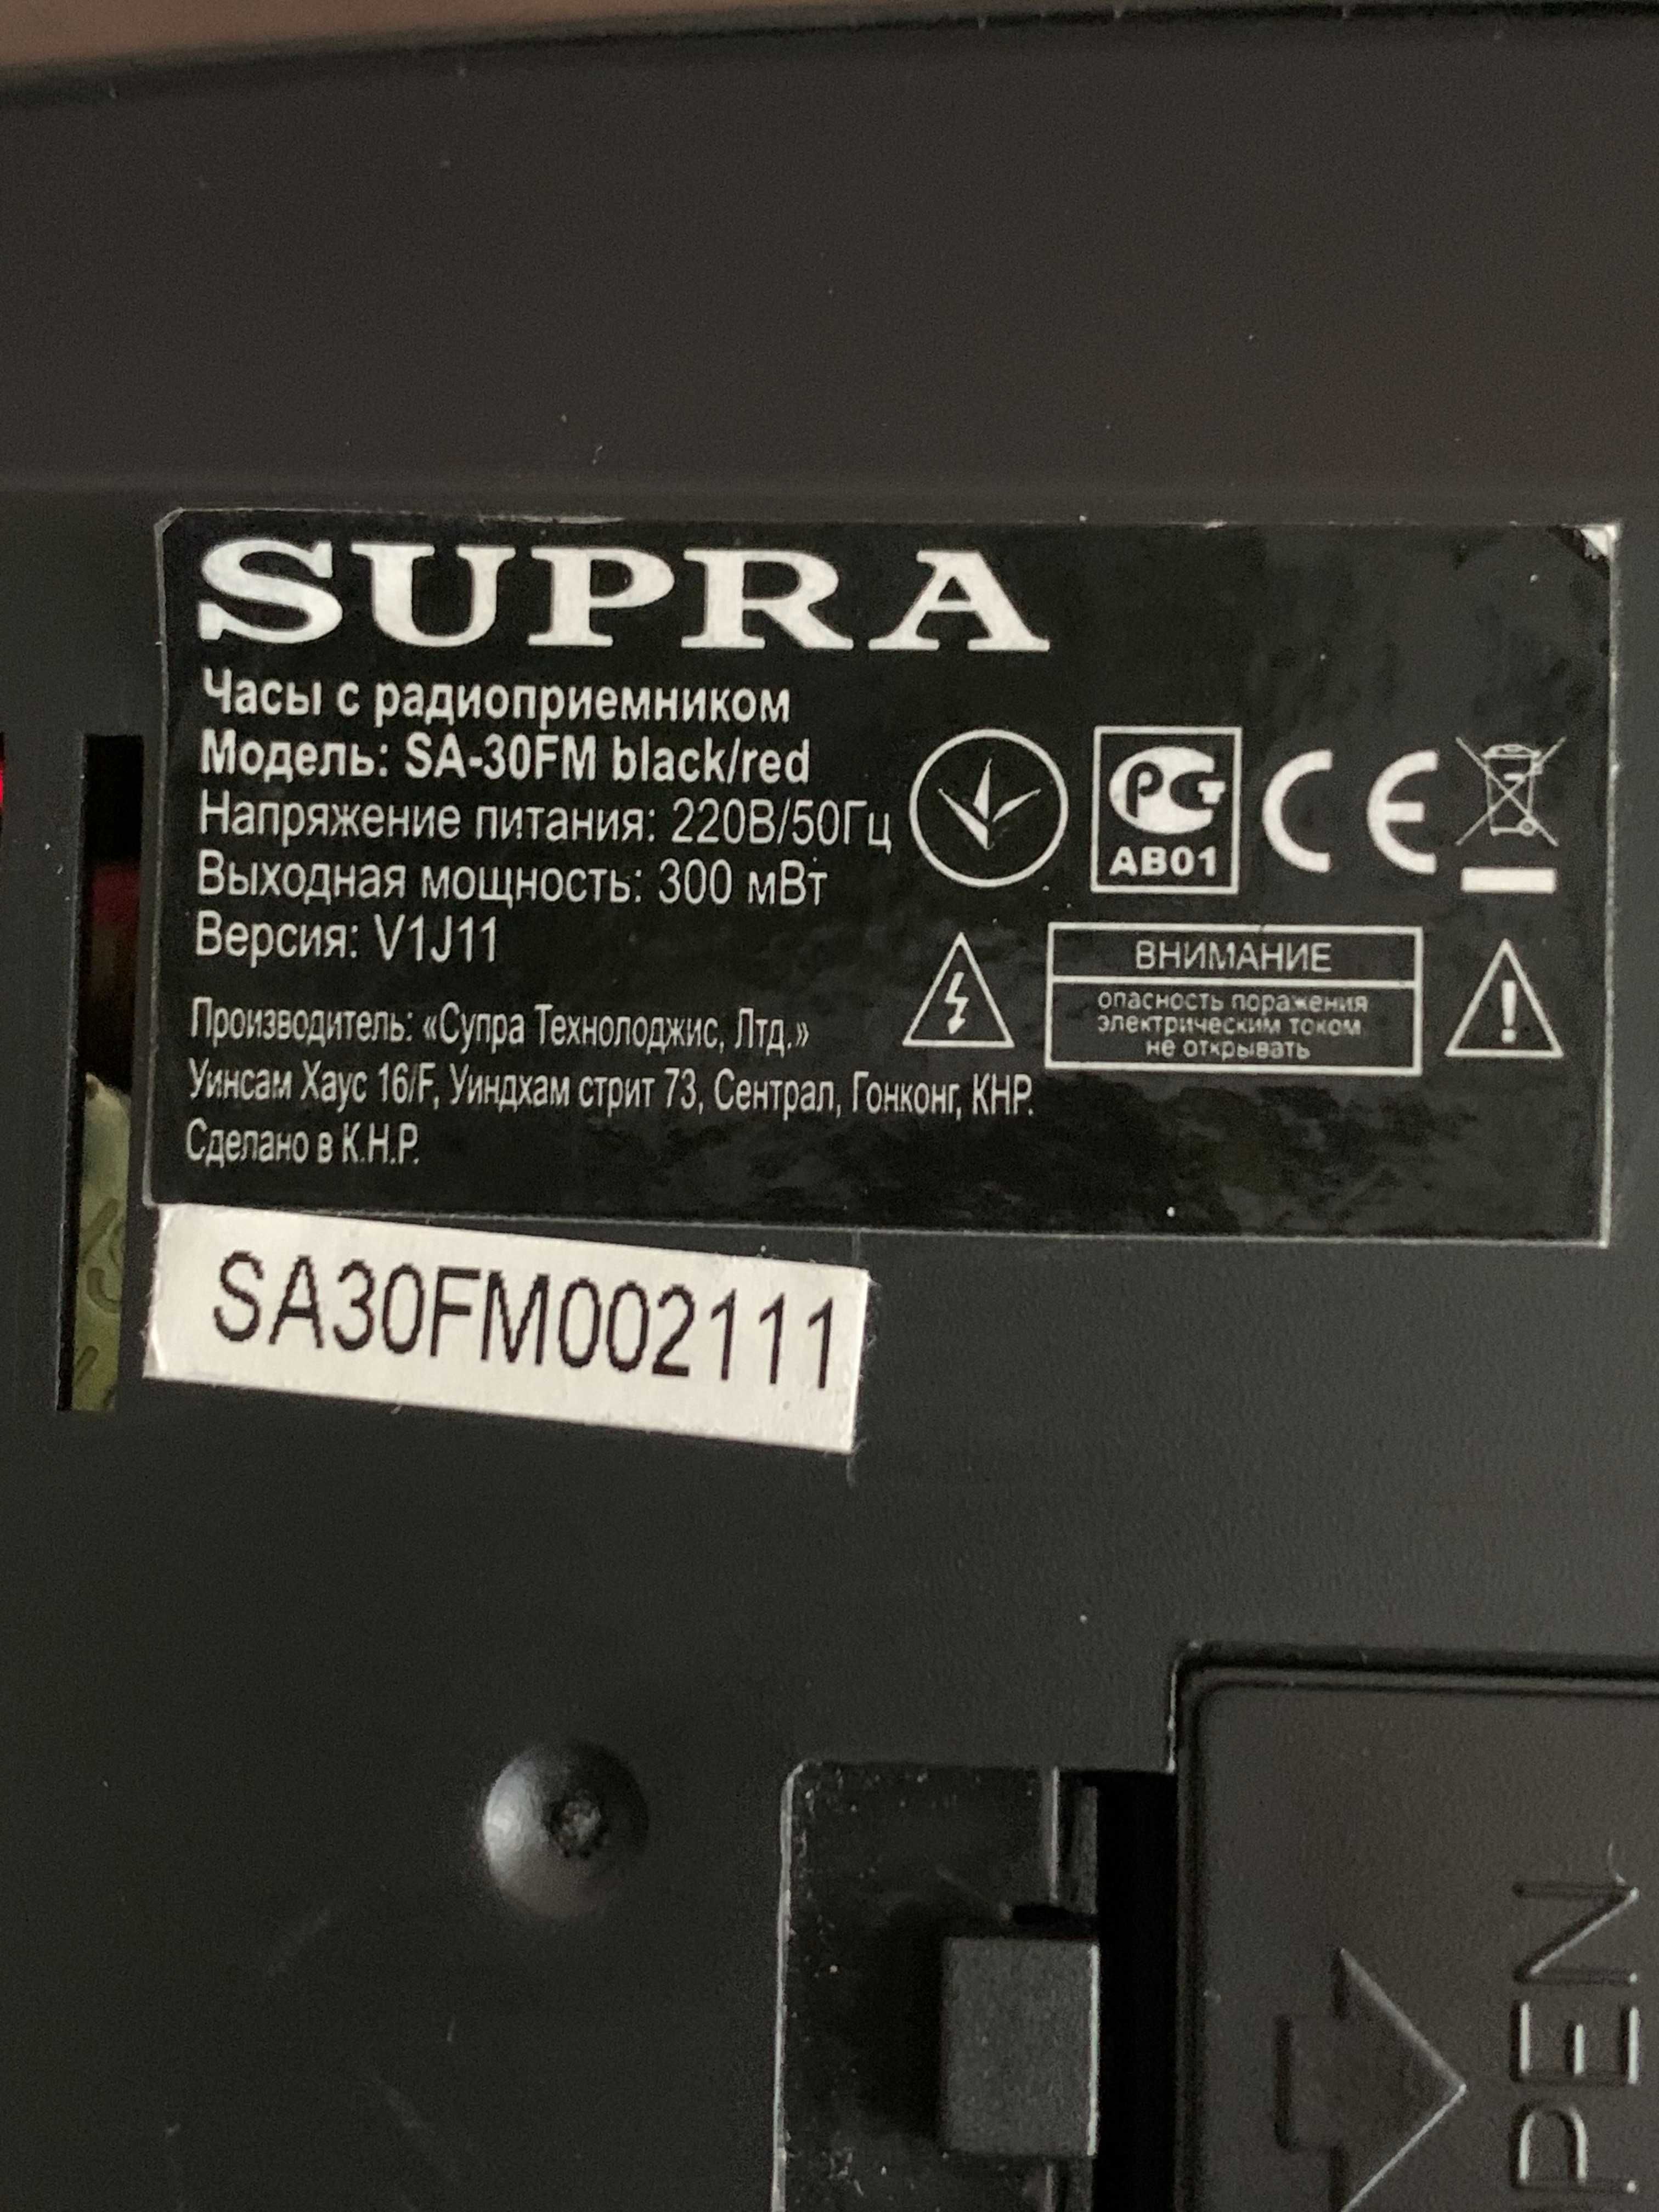 SUPRA
Часы с радиоприемником
Модель: SA-30FM black/red
Напряжение питания: 220В/50Гц
Выходная мощность: 300 мВт
Версия: V1J11
РСТ
АВ01
CE
ВНИМАНИЕ
опасность поражения
электрическим током
не открывать
Производитель: «Супра Технолоджис, Лтд.»
Уинсам Хаус 16/F, Уиндхам стрит 73, Сентрал, Гонконг, КНР.
Сделано в К.Н.Р.
SA30FM002111
PEN